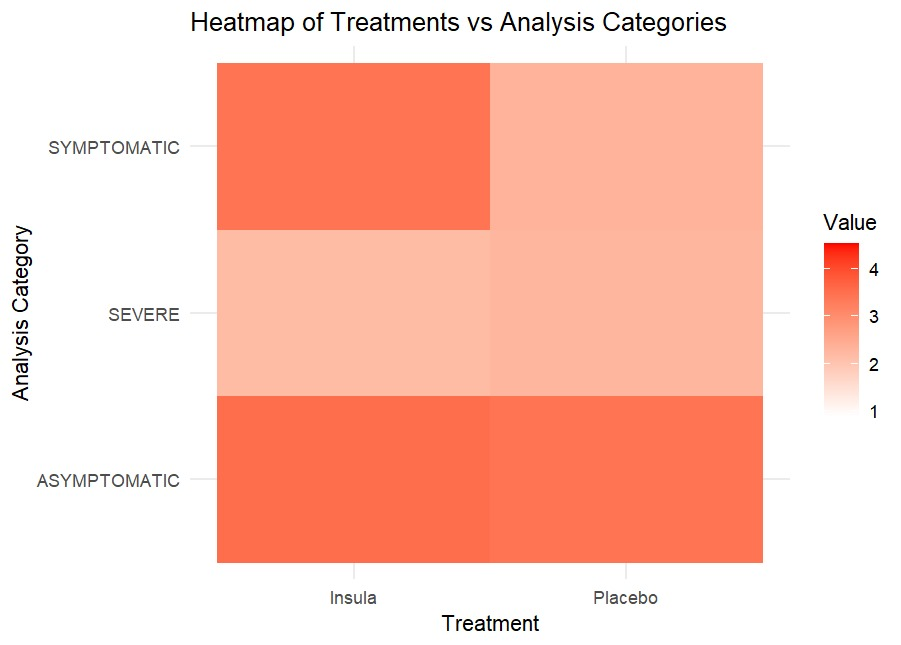 Heatmap of Treatments vs Analysis Categories
Analysis Category
SYMPTOMATIC
SEVERE
ASYMPTOMATIC
Insula
Placebo
Treatment
Value
4
3
2
1